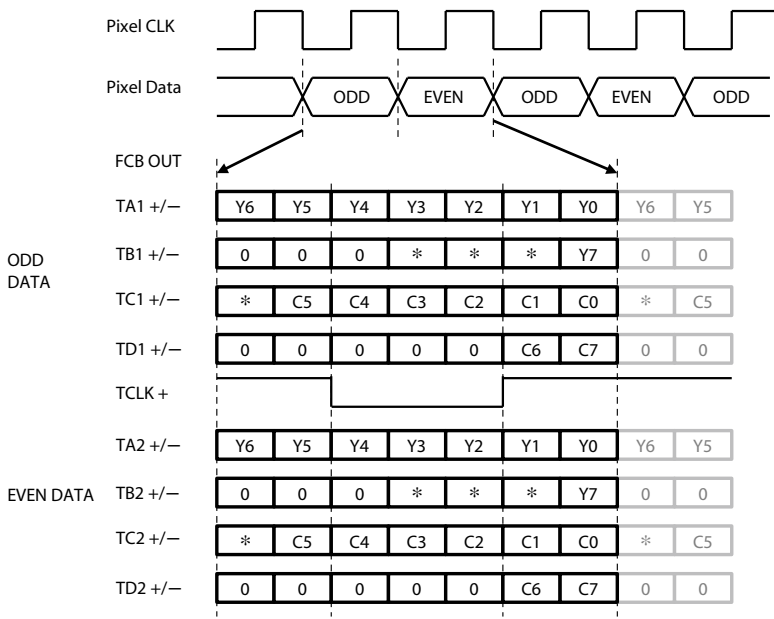 Pixel CLK
Pixel Data ODD EVEN ODD EVEN ODD
FCB OUT
TA1 +/− Y6 Y5 Y4 Y3 Y2 Y1 Y0 Y6 Y5
ODD DATA
TB1 +/− 0 0 0 * * * Y7 0 0
TC1 +/− * C5 C4 C3 C2 C1 C0 * C5
TD1 +/− 0 0 0 0 0 C6 C7 0 0
TCLK +
TA2 +/− Y6 Y5 Y4 Y3 Y2 Y1 Y0 Y6 Y5
EVEN DATA TB2 +/− 0 0 0 * * * Y7 0 0
TC2 +/− * C5 C4 C3 C2 C1 C0 * C5
TD2 +/− 0 0 0 0 0 C6 C7 0 0